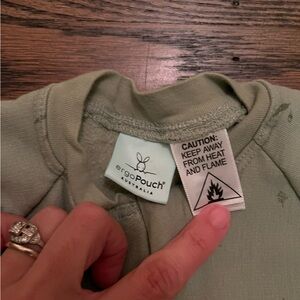 ergoPouch®
AUSTRALIA
CAUTION:
KEEP AWAY
FROM HEAT
AND FLAME